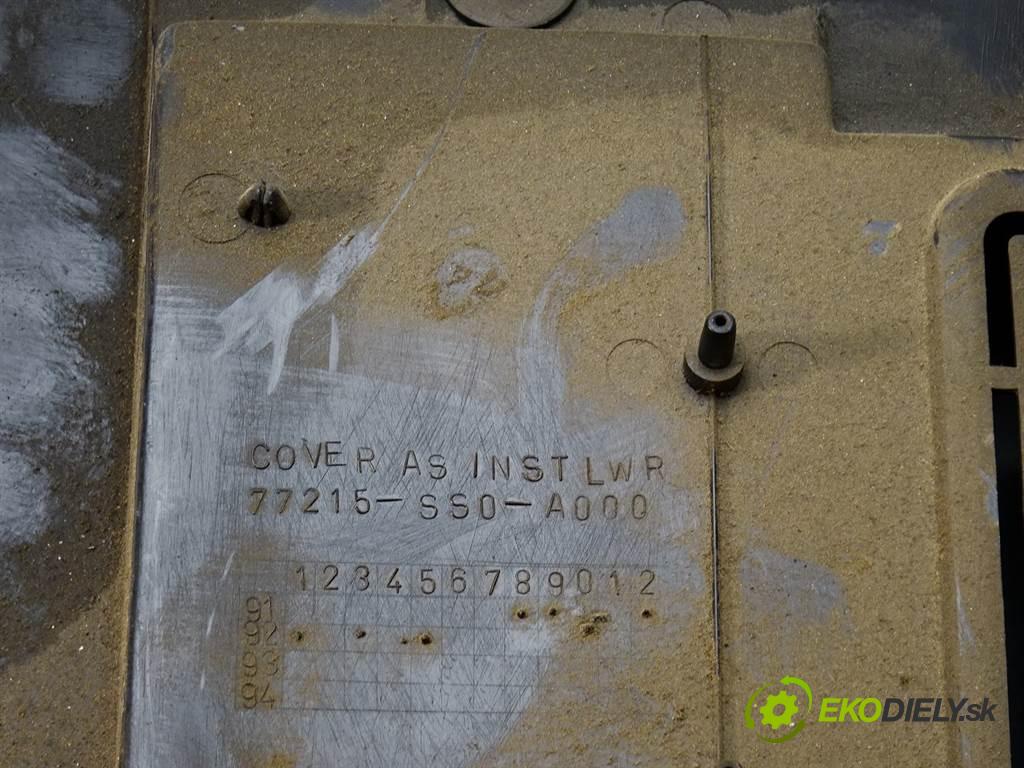 COVER AS INST LWR
77215-SS0-A000
123456789012
91
92
93
94
EKODIELY.sk